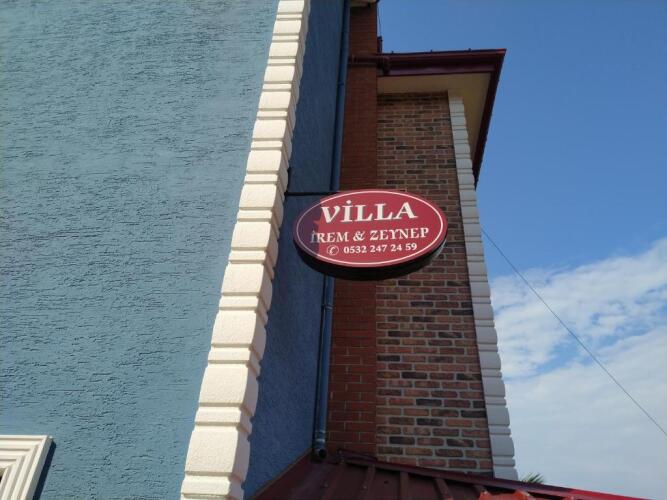 VİLLA
İREM & ZEYNEP
✆ 0532 247 24 59